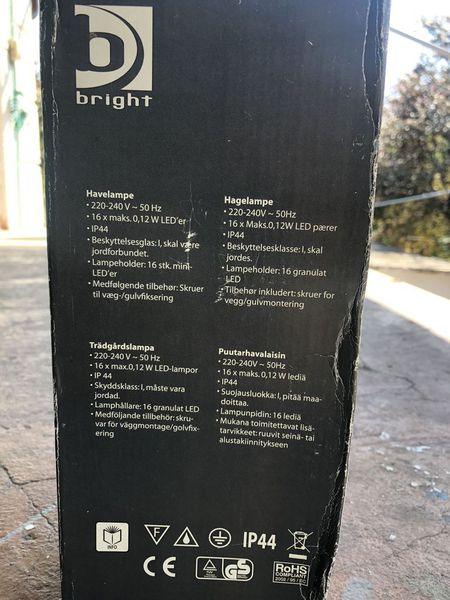 bright
Havelampe
• 220-240 V ~ 50 Hz
• 16 x maks. 0,12 W LED'er
• IP44
• Beskyttelsesglas: I, skal være
jordforbundet.
• Lampeholder: 16 stk. mini-
LED'er
• Medfølgende tilbehør: Skruer
til væg-/gulvfiksering
Hagelampe
• 220-240V ~ 50Hz
• 16 x maks. 0,12W LED pærer
• IP44
• Beskyttelsesklasse: I, skal
jordes.
• Lampeholder: 16 granulat
LED
• Tilbehør inkludert: skruer for
vegg/gulvmontering
Trädgårdslampa
• 220-240 V ~ 50 Hz
• 16 x max.0,12 W LED-lampor
• IP 44
• Skyddsklass: I, måste vara
jordad.
• Lamphållare: 16 granulat LED
• Medföljande tillbehör: skru-
var för väggmontage/golvfix-
ering
Puutarhavalaisin
• 220-240V ~ 50Hz
• 16 x maks. 0,12 W lediä
• IP44
• Suojausluokka: I, pitää maa-
doittaa.
• Lampunpidin: 16 lediä
• Mukana toimitettavat lisä-
tarvikkeet: ruuvit seinä- tai
alustakiinnitykseen
INFO
F
IP44
CE
GS
RoHS
COMPLIANT
2002 / 95 / EC